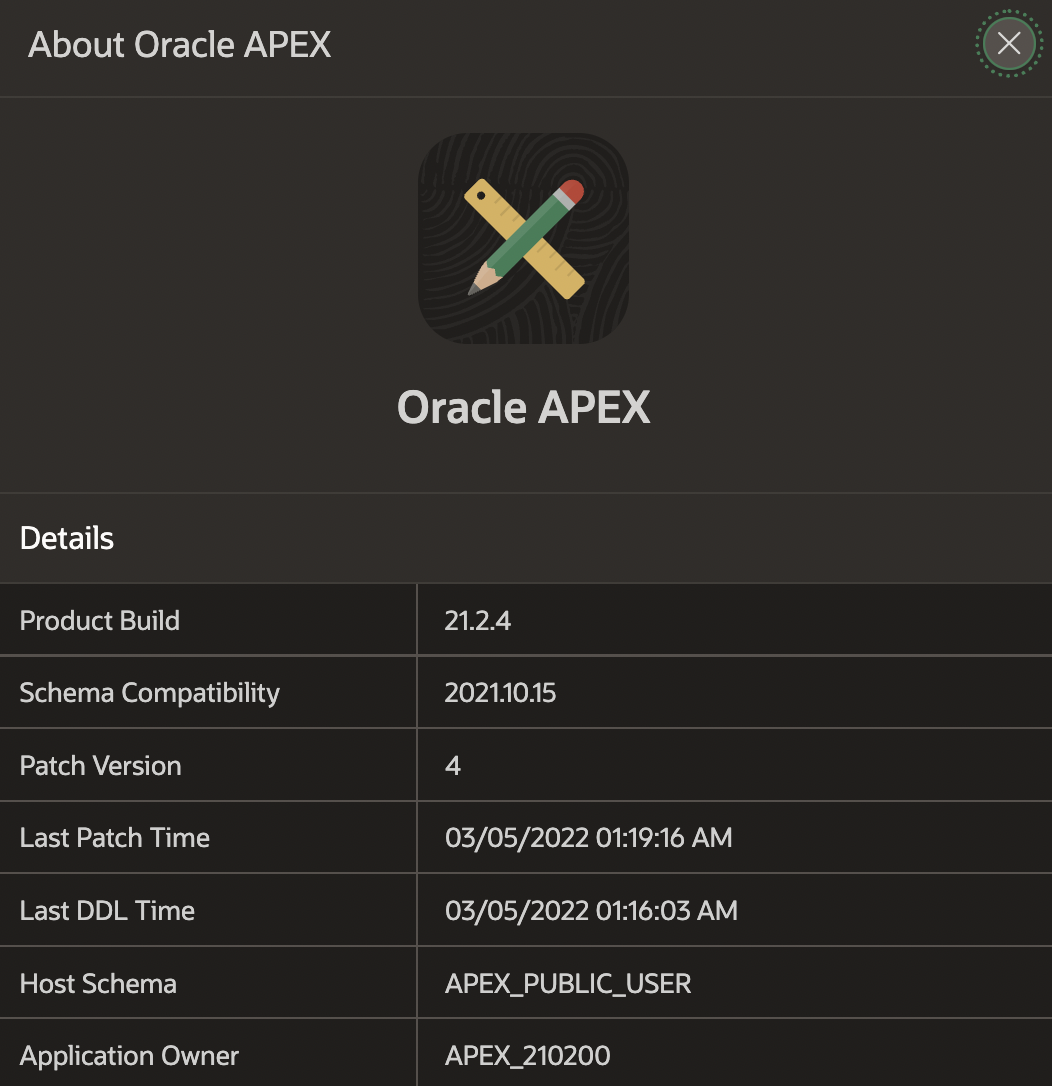 About Oracle APEX
Oracle APEX
Details
Product Build 21.2.4
Schema Compatibility 2021.10.15
Patch Version 4
Last Patch Time 03/05/2022 01:19:16 AM
Last DDL Time 03/05/2022 01:16:03 AM
Host Schema APEX_PUBLIC_USER
Application Owner APEX_210200